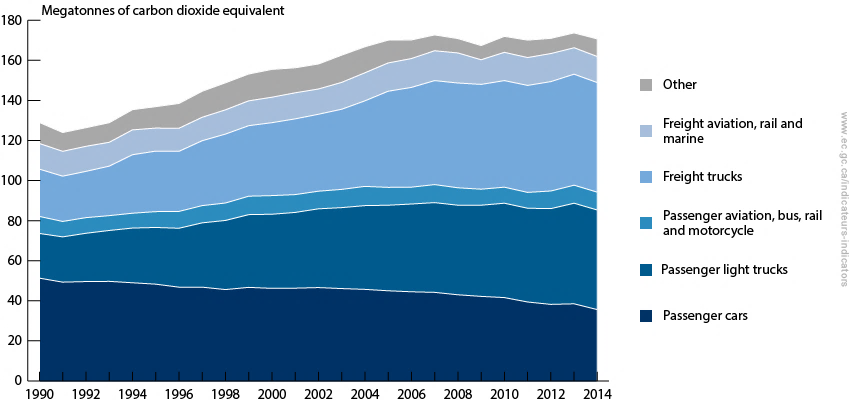 Megatonnes of carbon dioxide equivalent
180
160
140
120
100
80
60
40
20
0
1990 1992 1994 1996 1998 2000 2002 2004 2006 2008 2010 2012 2014
Other
Freight aviation, rail and
marine
Freight trucks
Passenger aviation, bus, rail
and motorcycle
Passenger light trucks
Passenger cars
www.ec.gc.ca/indicateurs-indicators